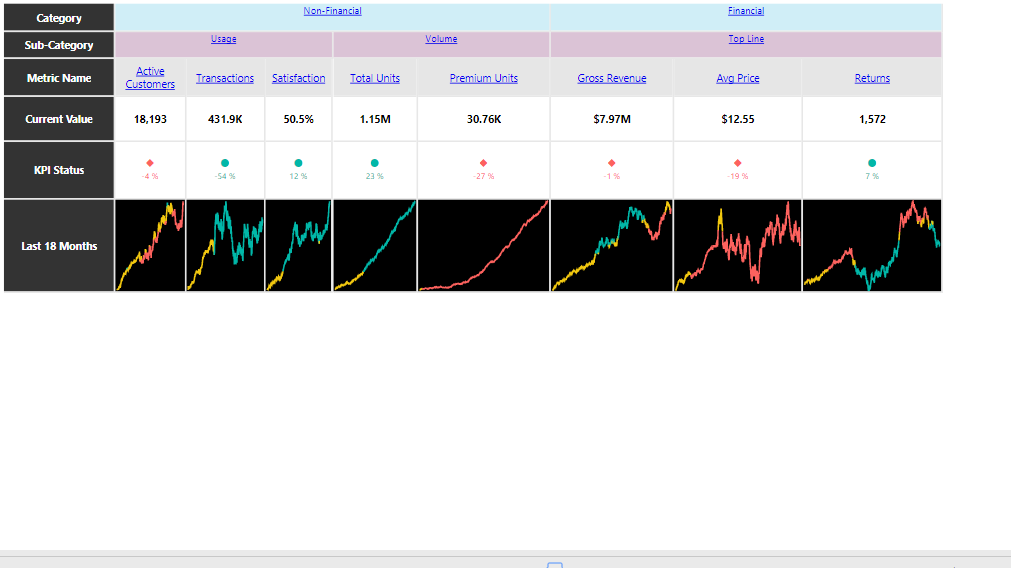 Category Non-Financial Financial
Sub-Category Usage Volume Top Line
Metric Name Active Customers Transactions Satisfaction Total Units Premium Units Gross Revenue Avg Price Returns
Current Value 18,193 431.9K 50.5% 1.15M 30.76K $7.97M $12.55 1,572
KPI Status -4 % -54 % 12 % 23 % -27 % -1 % -19 % 7 %
Last 18 Months